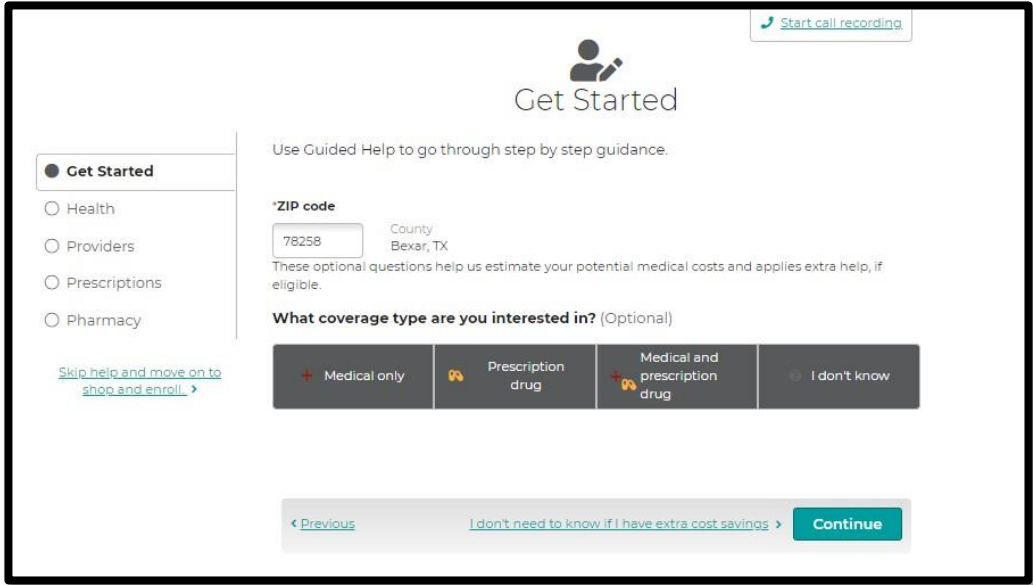 Start call recording
Get Started
Use Guided Help to go through step by step guidance.
Get Started
Health
Providers
Prescriptions
Pharmacy
Skip help and move on to
shop and enroll. >
*ZIP code
78258
County
Bexar, TX
These optional questions help us estimate your potential medical costs and applies extra help, if
eligible.
What coverage type are you interested in? (Optional)
Medical only
Prescription
drug
Medical and
prescription
drug
I don't know
< Previous
I don't need to know if I have extra cost savings >
Continue